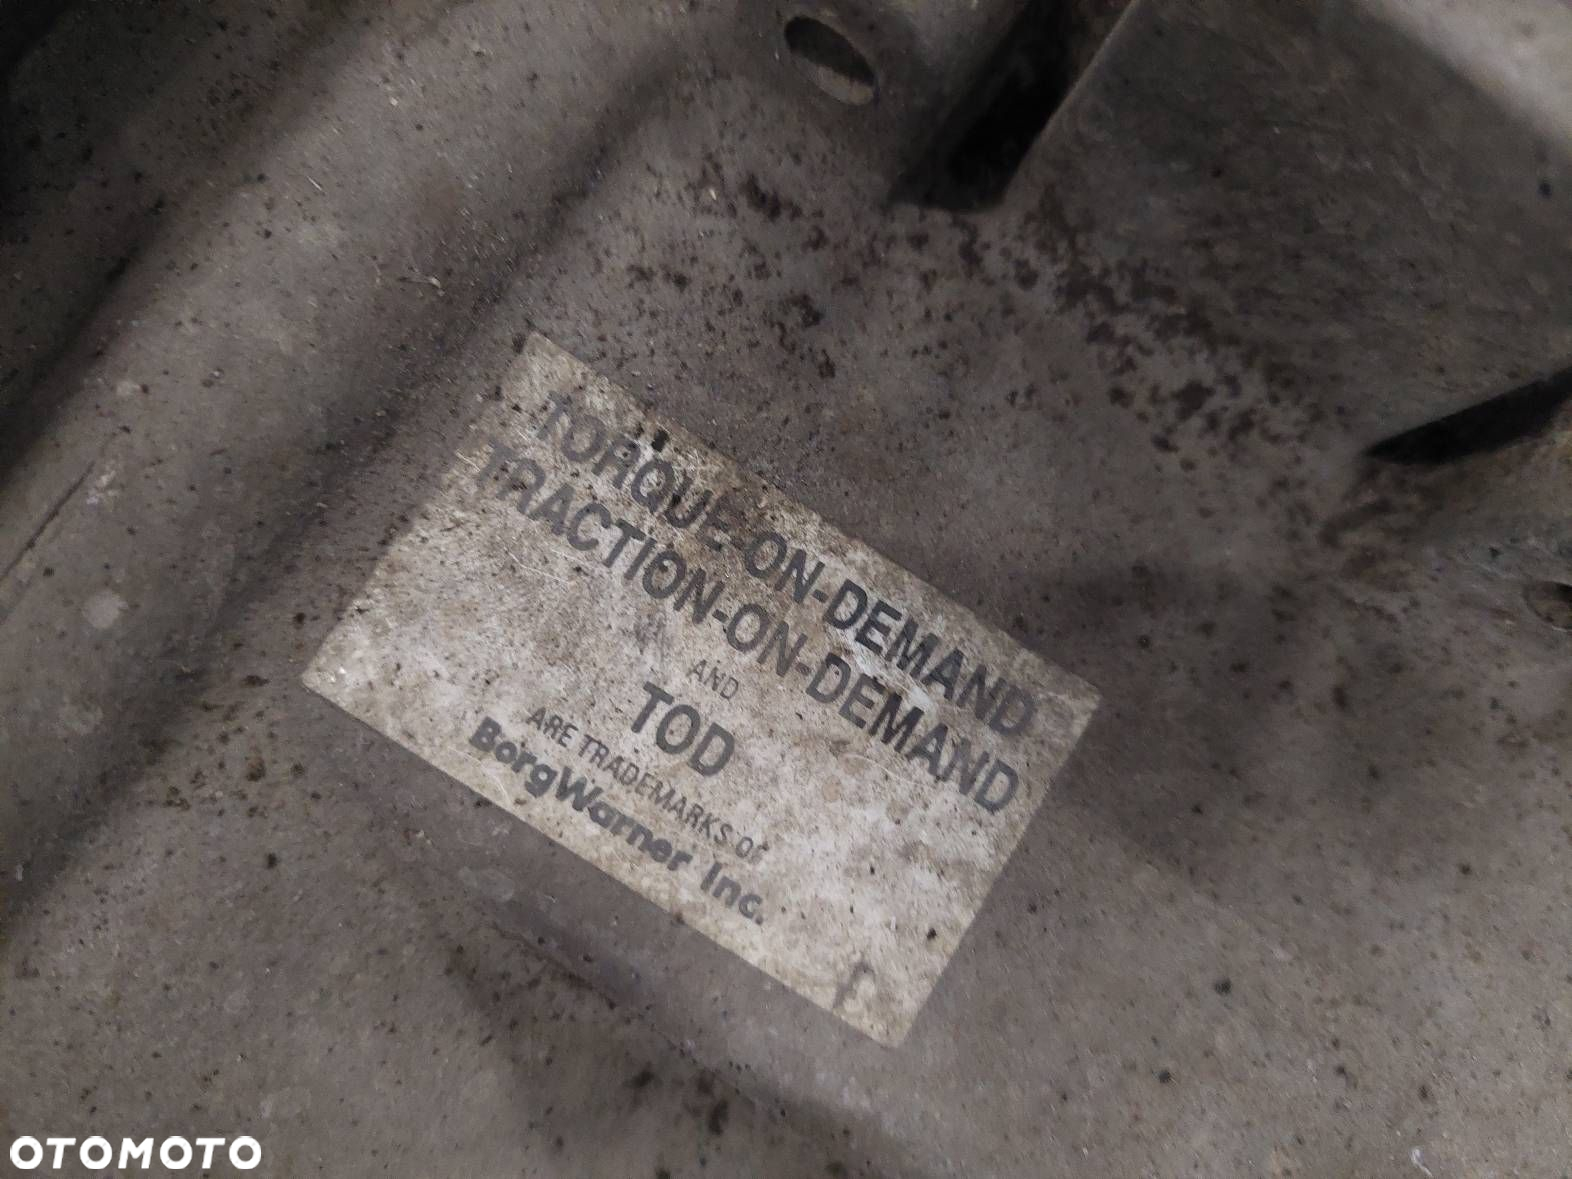 TORQUE-ON-DEMAND
TRACTION-ON-DEMAND
AND
TOD
ARE TRADEMARKS OF
BorgWarner Inc.
OTOMOTO